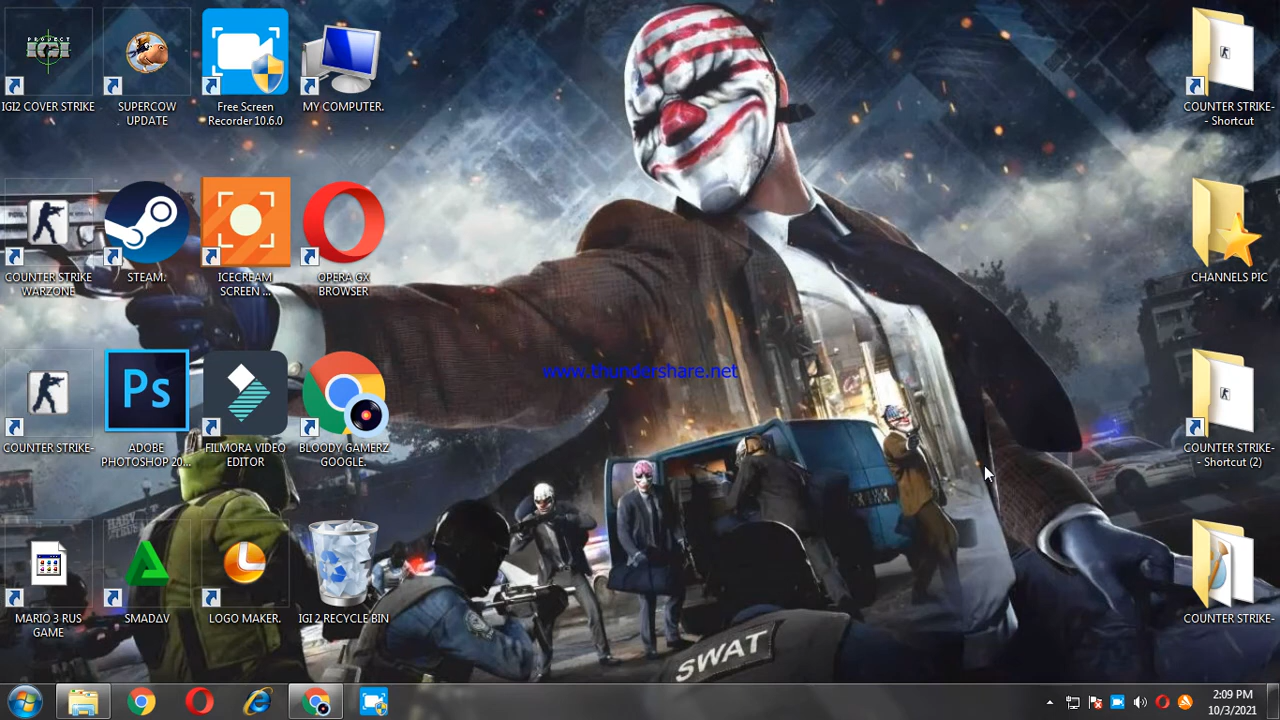 PROJECT
IGI
IGI2 COVER STRIKE
SUPERCOW
UPDATE
Free Screen
Recorder 10.6.0
MY COMPUTER.
COUNTER STRIKE-
- Shortcut
COUNTER STRIKE
WARZONE
STEAM.
ICECREAM
SCREEN ...
OPERA GX
BROWSER
CHANNELS PIC
www.thundershare.net
Ps
COUNTER STRIKE-
ADOBE
PHOTOSHOP 20...
FILMORA VIDEO
EDITOR
BLOODY GAMERZ
GOOGLE.
COUNTER STRIKE-
- Shortcut (2)
MARIO 3 RUS
GAME
SMADΔV
LOGO MAKER.
IGI 2 RECYCLE BIN
COUNTER STRIKE-
SWAT
2:09 PM
10/3/2021